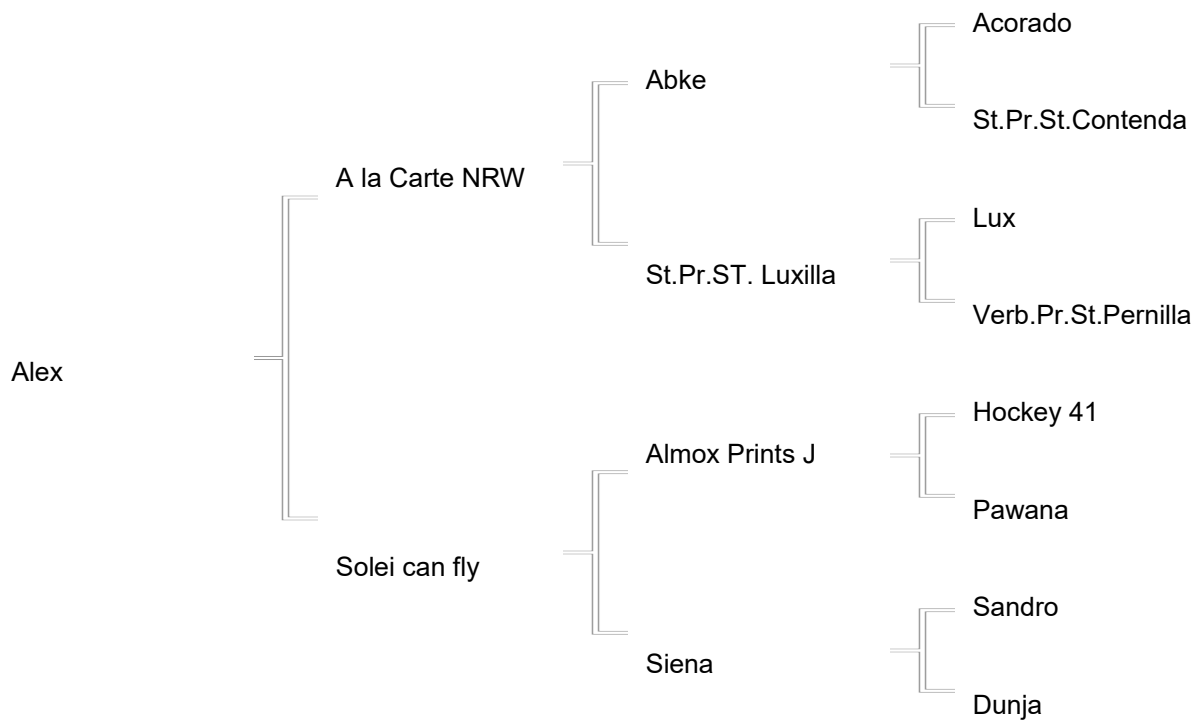 Acorado
Abke
St.Pr.St.Contenda
A la Carte NRW
Lux
St.Pr.ST. Luxilla
Verb.Pr.St.Pernilla
Alex
Hockey 41
Almox Prints J
Pawana
Solei can fly
Sandro
Siena
Dunja